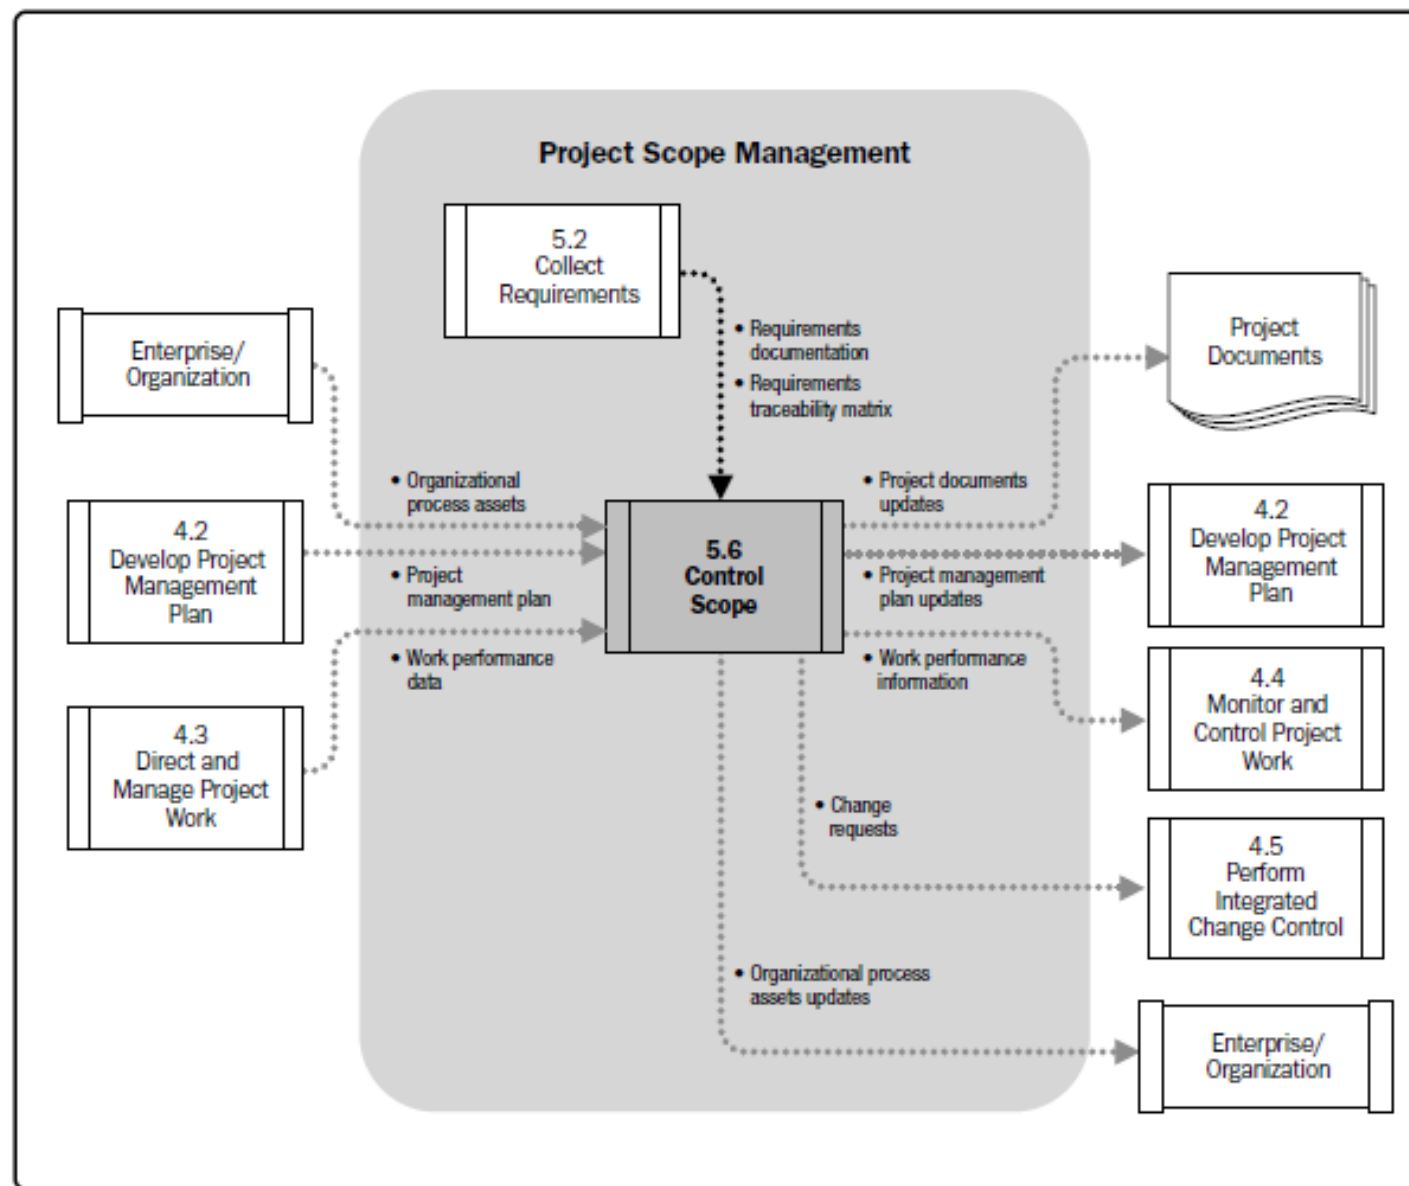 Project Scope Management
5.2
Collect
Requirements
• Requirements
documentation
• Requirements
traceability matrix
Enterprise/
Organization
4.2
Develop Project
Management
Plan
4.3
Direct and
Manage Project
Work
• Organizational
process assets
• Project
management plan
• Work performance
data
5.6
Control
Scope
• Project documents
updates
• Project management
plan updates
• Work performance
information
• Change
requests
• Organizational process
assets updates
Project
Documents
4.2
Develop Project
Management
Plan
4.4
Monitor and
Control Project
Work
4.5
Perform
Integrated
Change Control
Enterprise/
Organization